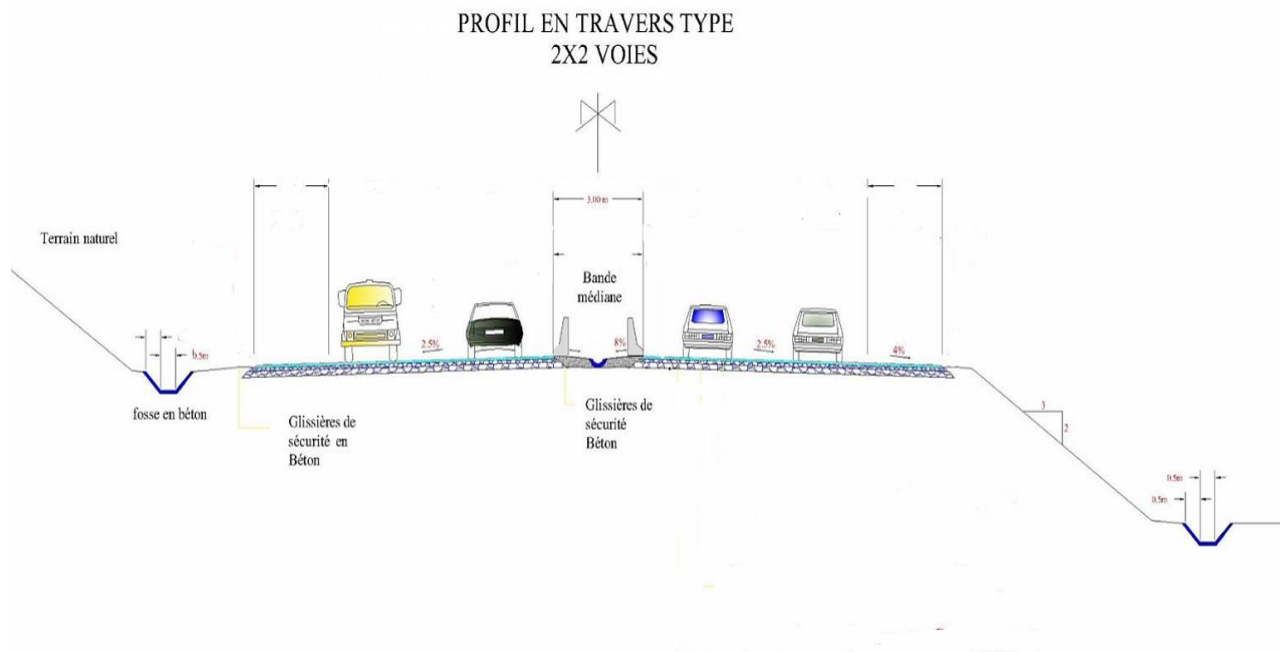 PROFIL EN TRAVERS TYPE
2X2 VOIES
3.00 m
Terrain naturel
Bande
médiane
0.5m
2.5%
8%
2.5%
4%
fosse en béton
Glissières de
sécurité en
Béton
Glissières de
sécurité
Béton
3
2
0.5m
0.5m